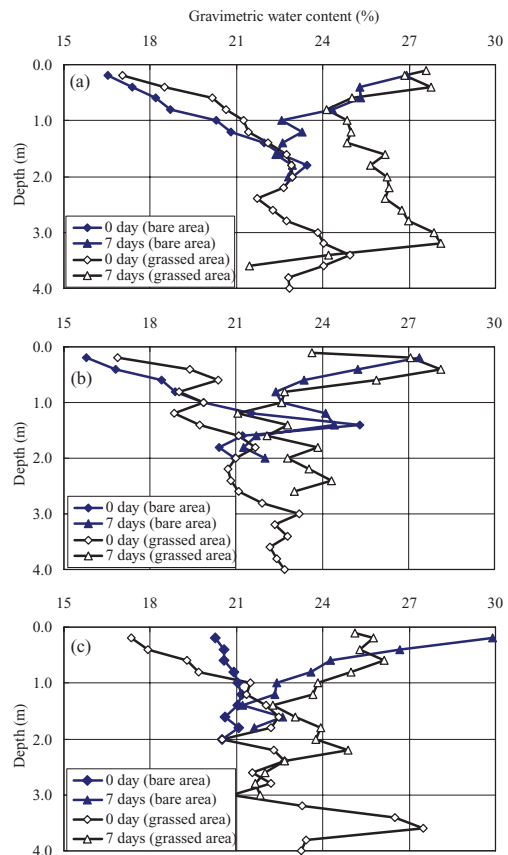 Gravimetric water content (%)
15 18 21 24 27 30
0.0
1.0
2.0
3.0
4.0
Depth (m)
(a)
0 day (bare area)
7 days (bare area)
0 day (grassed area)
7 days (grassed area)
15 18 21 24 27 30
0.0
1.0
2.0
3.0
4.0
Depth (m)
(b)
0 day (bare area)
7 days (bare area)
0 day (grassed area)
7 days (grassed area)
15 18 21 24 27 30
0.0
1.0
2.0
3.0
4.0
Depth (m)
(c)
0 day (bare area)
7 days (bare area)
0 day (grassed area)
7 days (grassed area)